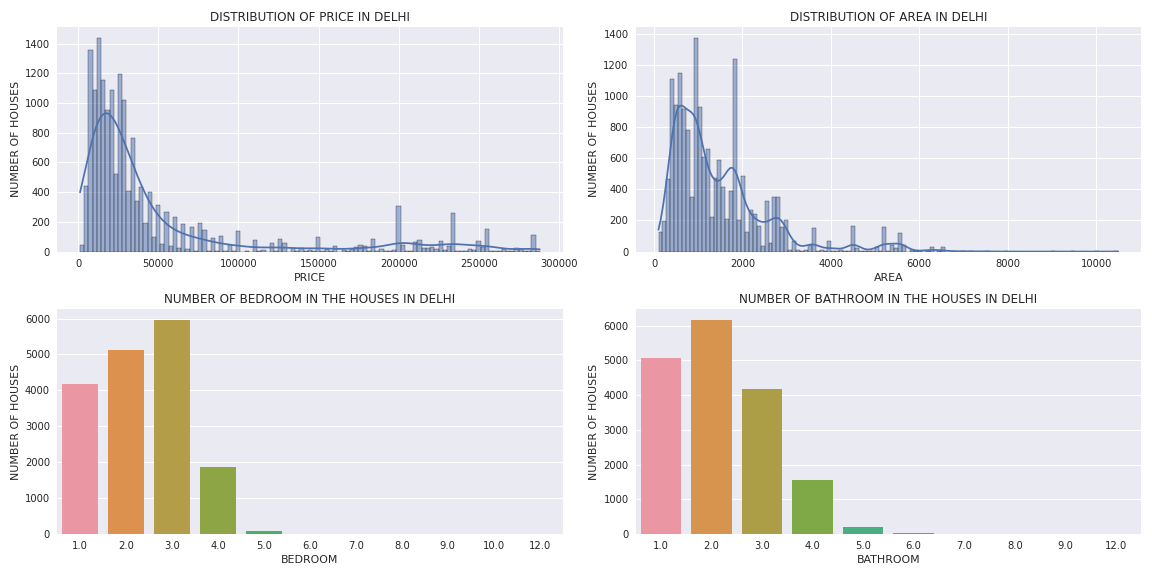 DISTRIBUTION OF PRICE IN DELHI
NUMBER OF HOUSES
1400
1200
1000
800
600
400
200
0
0 50000 100000 150000 200000 250000 300000
PRICE
DISTRIBUTION OF AREA IN DELHI
NUMBER OF HOUSES
1400
1200
1000
800
600
400
200
0
0 2000 4000 6000 8000 10000
AREA
NUMBER OF BEDROOM IN THE HOUSES IN DELHI
NUMBER OF HOUSES
6000
5000
4000
3000
2000
1000
0
1.0 2.0 3.0 4.0 5.0 6.0 7.0 8.0 9.0 10.0 12.0
BEDROOM
NUMBER OF BATHROOM IN THE HOUSES IN DELHI
NUMBER OF HOUSES
6000
5000
4000
3000
2000
1000
0
1.0 2.0 3.0 4.0 5.0 6.0 7.0 8.0 9.0 12.0
BATHROOM